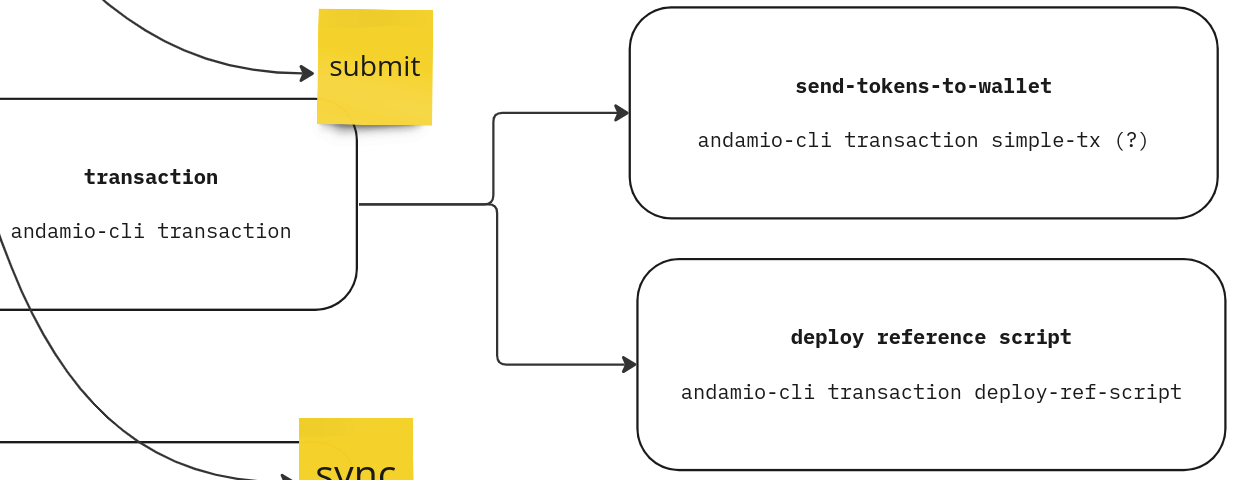 submit
transaction
andamio-cli transaction
send-tokens-to-wallet
andamio-cli transaction simple-tx (?)
deploy reference script
andamio-cli transaction deploy-ref-script
sync